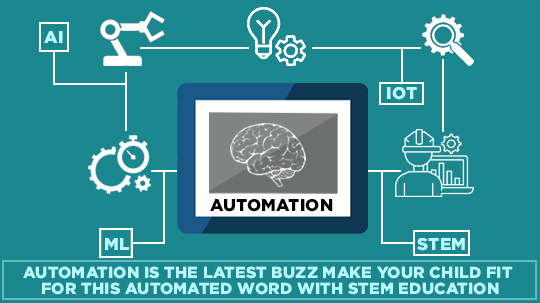 AI
IOT
AUTOMATION
ML
STEM
AUTOMATION IS THE LATEST BUZZ MAKE YOUR CHILD FIT
FOR THIS AUTOMATED WORD WITH STEM EDUCATION